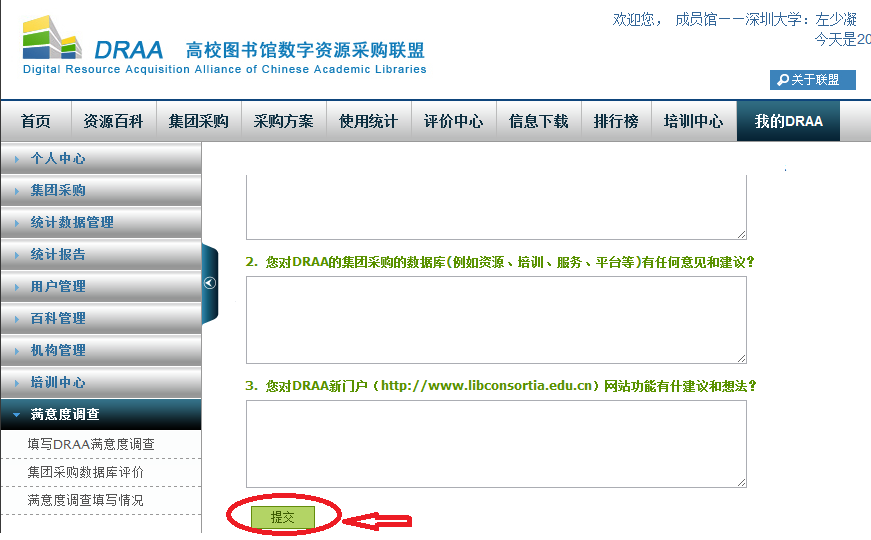 欢迎您， 成员馆－－深圳大学：左少凝
今天是20
DRAA 高校图书馆数字资源采购联盟
Digital Resource Acquisition Alliance of Chinese Academic Libraries
关于联盟
首页 资源百科 集团采购 采购方案 使用统计 评价中心 信息下载 排行榜 培训中心 我的DRAA
个人中心
集团采购
统计数据管理
统计报告
用户管理
百科管理
机构管理
培训中心
满意度调查
填写DRAA满意度调查
集团采购数据库评价
满意度调查填写情况
2. 您对DRAA的集团采购的数据库(例如资源、培训、服务、平台等)有任何意见和建议?
3. 您对DRAA新门户（http://www.libconsortia.edu.cn）网站功能有什建议和想法?
提交